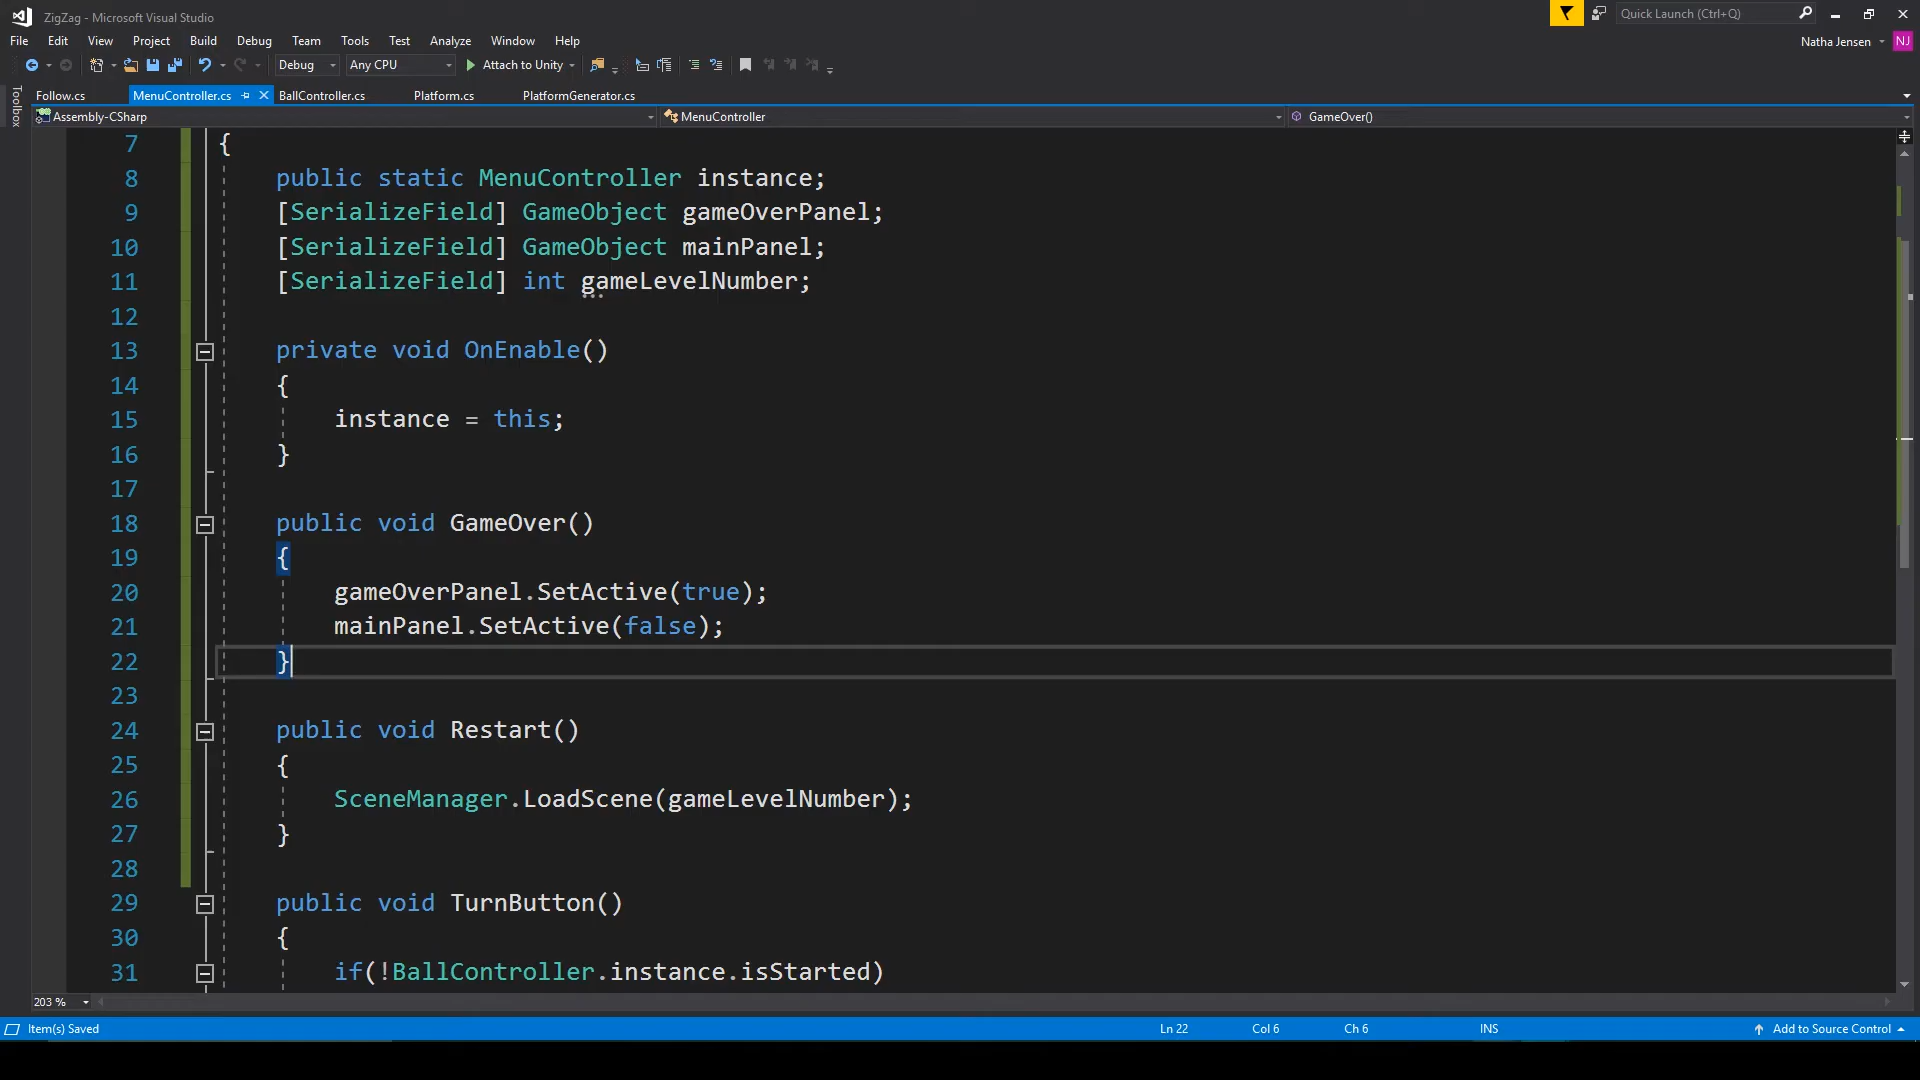 ZigZag - Microsoft Visual Studio
Quick Launch (Ctrl+Q)
File Edit View Project Build Debug Team Tools Test Analyze Window Help
Natha Jensen NJ
Debug Any CPU Attach to Unity
Toolbox
Follow.cs MenuController.cs BallController.cs Platform.cs PlatformGenerator.cs
Assembly-CSharp MenuController GameOver()
7 {
8 public static MenuController instance;
9 [SerializeField] GameObject gameOverPanel;
10 [SerializeField] GameObject mainPanel;
11 [SerializeField] int gameLevelNumber;
12
13 private void OnEnable()
14 {
15 instance = this;
16 }
17
18 public void GameOver()
19 {
20 gameOverPanel.SetActive(true);
21 mainPanel.SetActive(false);
22 }
23
24 public void Restart()
25 {
26 SceneManager.LoadScene(gameLevelNumber);
27 }
28
29 public void TurnButton()
30 {
31 if(!BallController.instance.isStarted)
203 %
Item(s) Saved Ln 22 Col 6 Ch 6 INS Add to Source Control